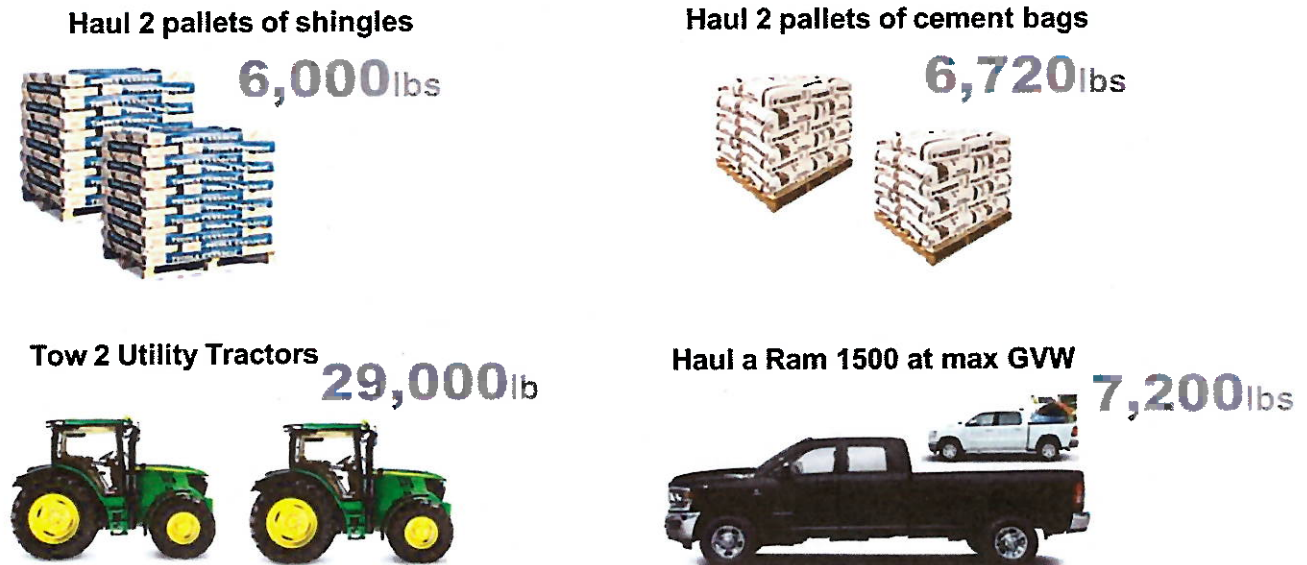 Haul 2 pallets of shingles
6,000lbs
Haul 2 pallets of cement bags
6,720lbs
Tow 2 Utility Tractors
29,000lb
Haul a Ram 1500 at max GVW
7,200lbs